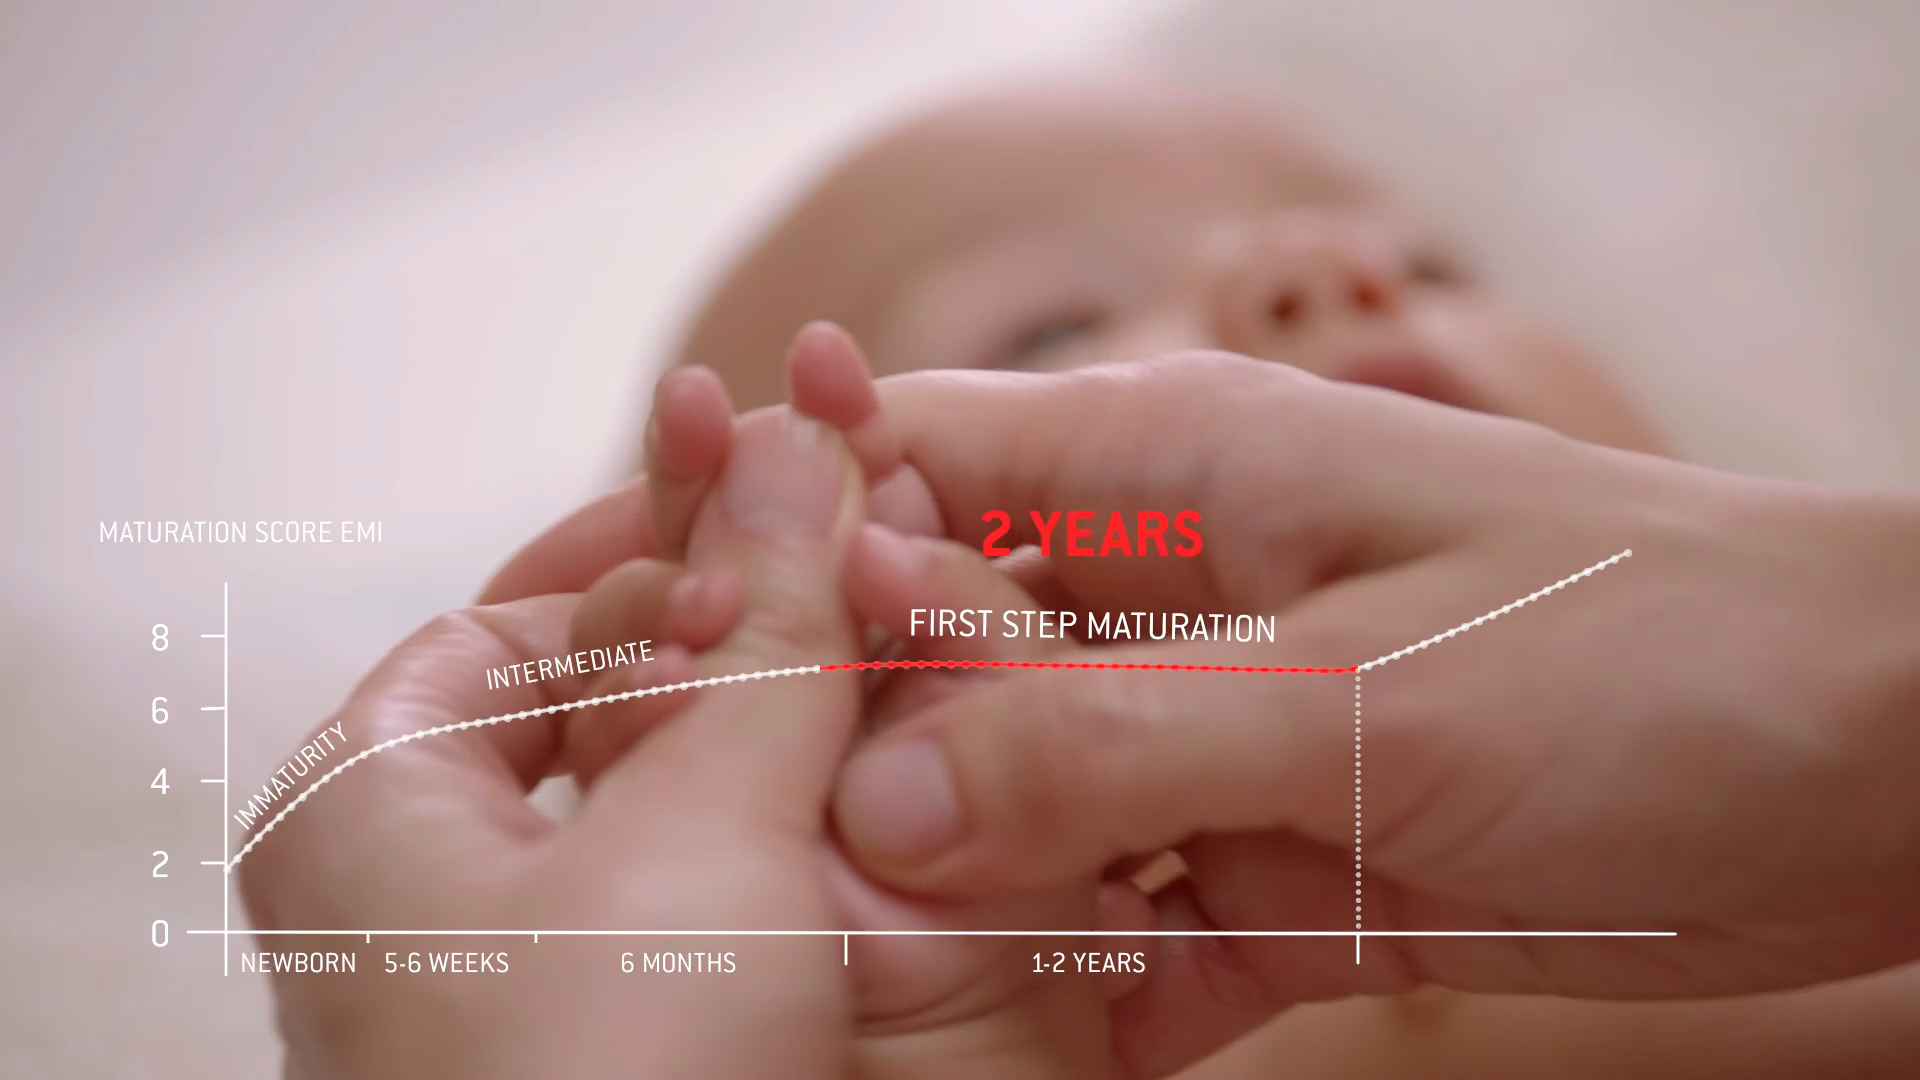 MATURATION SCORE EMI
2 YEARS
FIRST STEP MATURATION
INTERMEDIATE
IMMATURITY
8
6
4
2
0
NEWBORN
5-6 WEEKS
6 MONTHS
1-2 YEARS